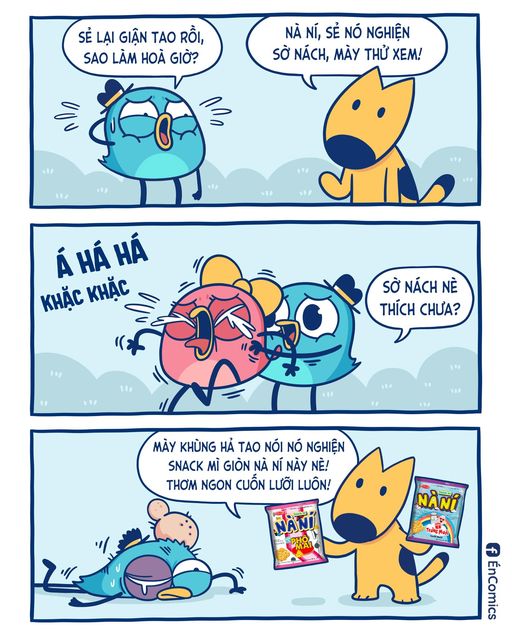 SẺ LẠI GIẬN TAO RỒI,
SAO LÀM HOÀ GIỜ?
NÀ NÍ, SẺ NÓ NGHIỆN
SỜ NÁCH, MÀY THỬ XEM!
Á HÁ HÁ
KHẶC KHẶC
SỜ NÁCH NÈ
THÍCH CHƯA?
MÀY KHÙNG HẢ TAO NÓI NÓ NGHIỆN
SNACK MÌ GIÒN NÀ NÍ NÀY NÈ!
THƠM NGON CUỐN LƯỠI LUÔN!
NÀ NÍ
PHÔ
MAI
NÀ NÍ
ÉnComics